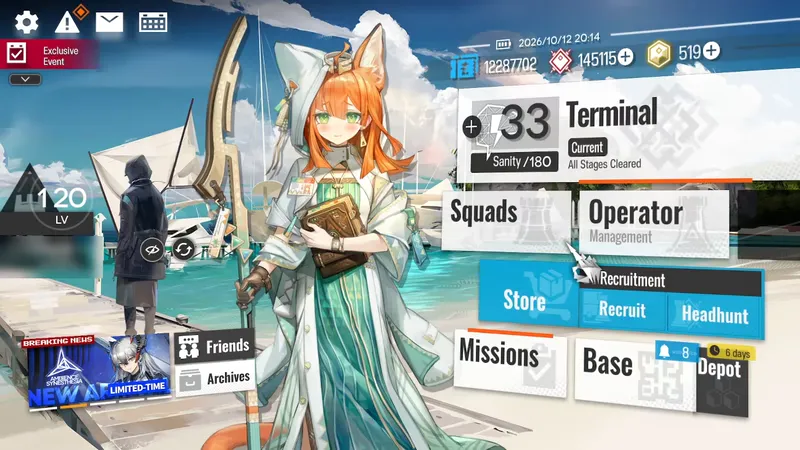 Exclusive
Event
2026/10/12 20:14
12287702
145115
519
33
Sanity /180
Terminal
Current
All Stages Cleared
120
LV
Squads
Operator
Management
Store
Recruitment
Recruit
Headhunt
BREAKING NEWS
AMBIENCE
SYNESTHESIA
LIMITED-TIME
Friends
Archives
Missions
Base
8
6 days
Depot